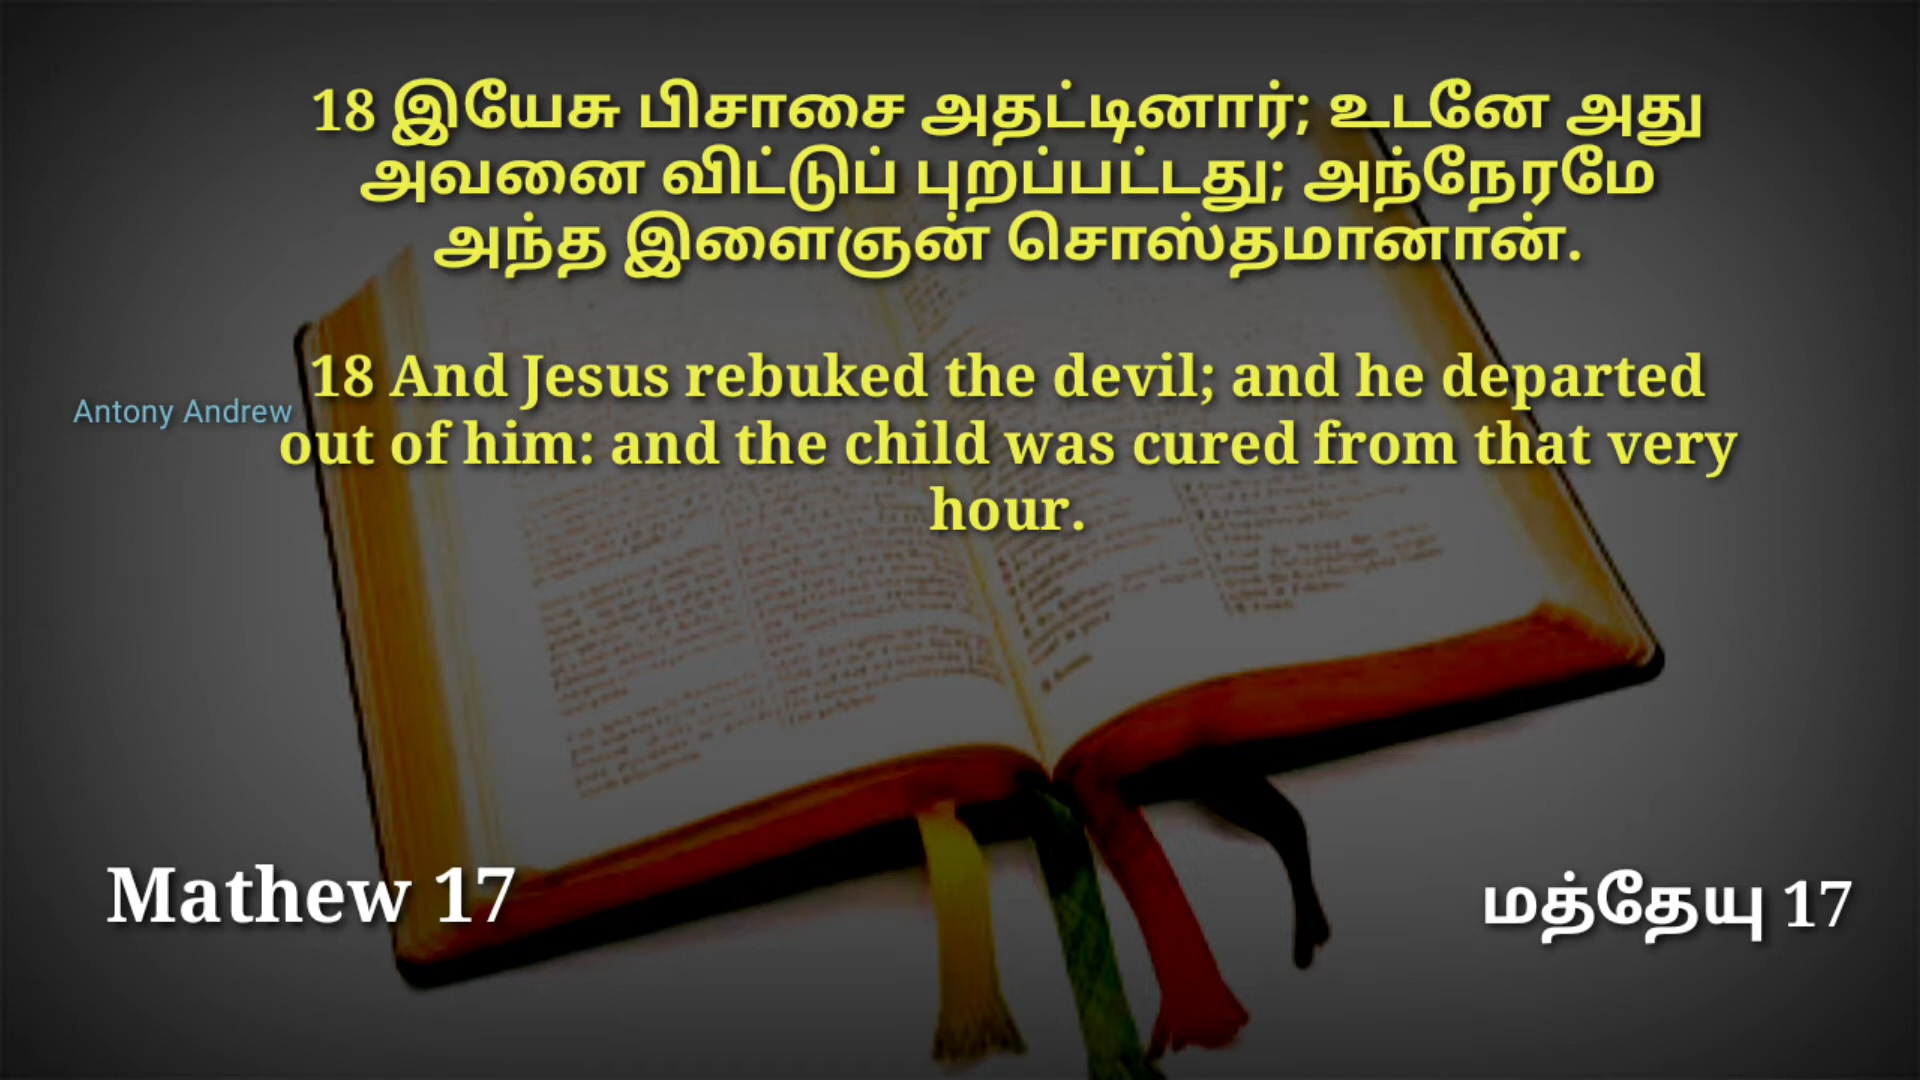 18 இயேசு பிசாசை அதட்டினார்; உடனே அது
அவனை விட்டுப் புறப்பட்டது; அந்நேரமே
அந்த இளைஞன் சொஸ்தமானான்.
18 And Jesus rebuked the devil; and he departed
out of him: and the child was cured from that very
hour.
Antony Andrew
Mathew 17
மத்தேயு 17